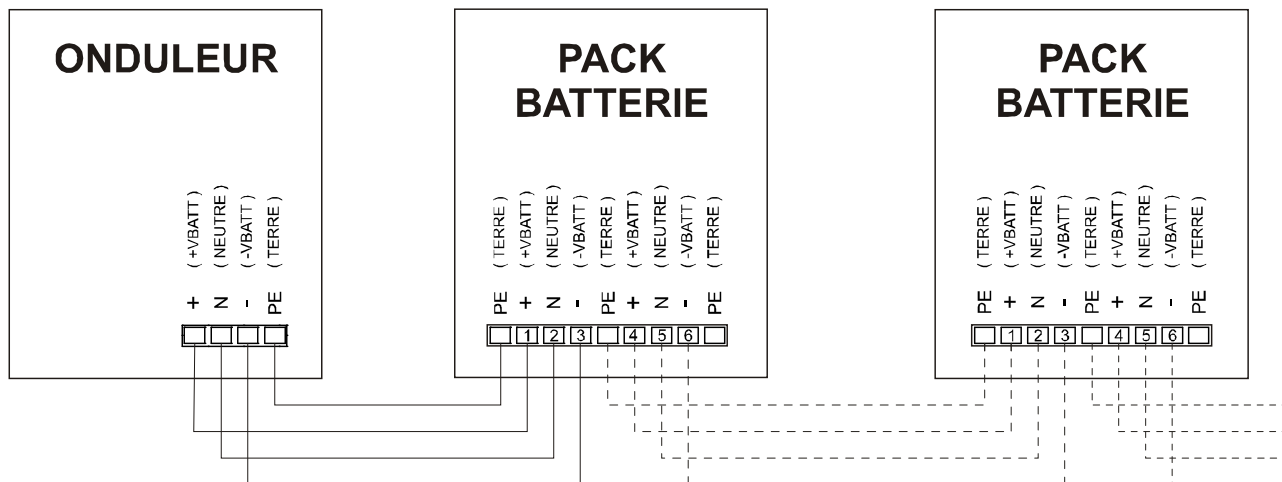 ONDULEUR
( +VBATT )
( NEUTRE )
( -VBATT )
( TERRE )
+ N - PE
PACK
BATTERIE
( TERRE )
( +VBATT )
( NEUTRE )
( -VBATT )
( TERRE )
( +VBATT )
( NEUTRE )
( -VBATT )
( TERRE )
PE + N - PE + N - PE
1 2 3 4 5 6
PACK
BATTERIE
( TERRE )
( +VBATT )
( NEUTRE )
( -VBATT )
( TERRE )
( +VBATT )
( NEUTRE )
( -VBATT )
( TERRE )
PE + N - PE + N - PE
1 2 3 4 5 6